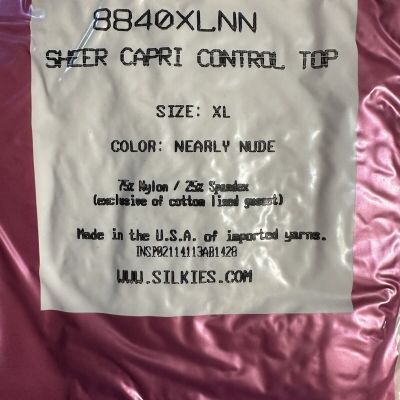 8840XLNN
SHEER CAPRI CONTROL TOP
SIZE: XL
COLOR: NEARLY NUDE
75% Nylon / 25% Spandex
(exclusive of cotton lined gusset)
Made in the U.S.A. of imported yarns.
INSP02114113AB1428
WWW.SILKIES.COM